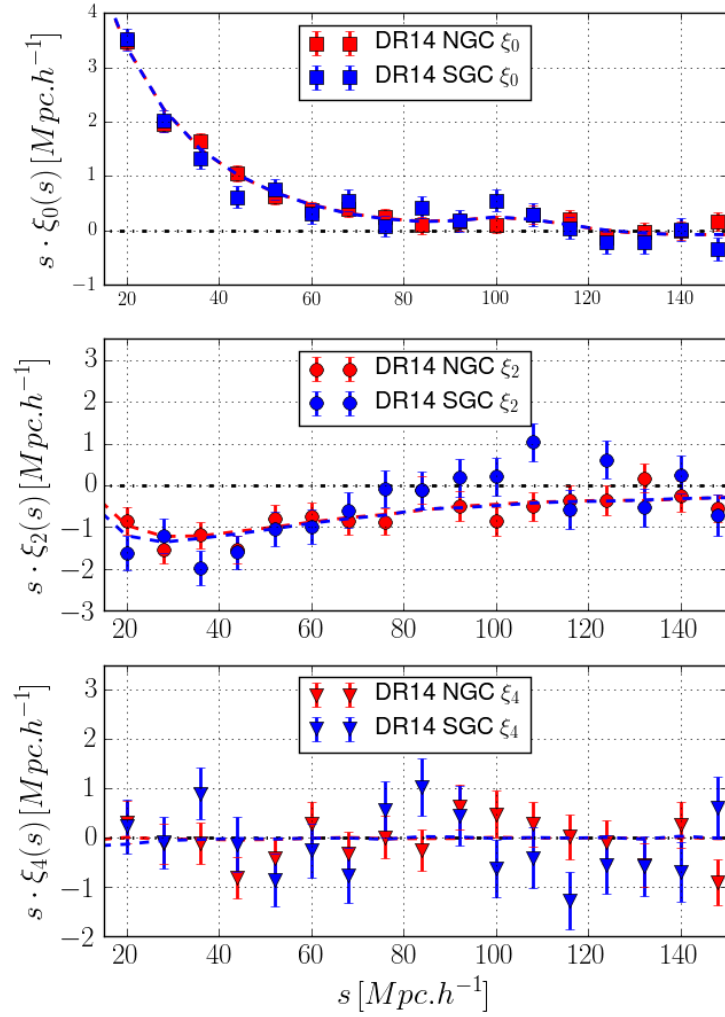 4
3
2
1
0
−1
s · ξ₀(s) [Mpc.h⁻¹]
DR14 NGC ξ₀
DR14 SGC ξ₀
20 40 60 80 100 120 140
3
2
1
0
−1
−2
−3
s · ξ₂(s) [Mpc.h⁻¹]
DR14 NGC ξ₂
DR14 SGC ξ₂
20 40 60 80 100 120 140
3
2
1
0
−1
−2
s · ξ₄(s) [Mpc.h⁻¹]
DR14 NGC ξ₄
DR14 SGC ξ₄
20 40 60 80 100 120 140
s [Mpc.h⁻¹]